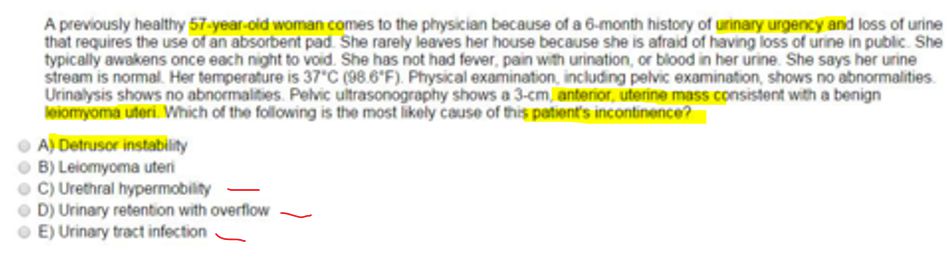 A previously healthy 57-year-old woman comes to the physician because of a 6-month history of urinary urgency and loss of urine
that requires the use of an absorbent pad. She rarely leaves her house because she is afraid of having loss of urine in public. She
typically awakens once each night to void. She has not had fever, pain with urination, or blood in her urine. She says her urine
stream is normal. Her temperature is 37°C (98.6°F). Physical examination, including pelvic examination, shows no abnormalities.
Urinalysis shows no abnormalities. Pelvic ultrasonography shows a 3-cm, anterior, uterine mass consistent with a benign
leiomyoma uteri. Which of the following is the most likely cause of this patient's incontinence?
A) Detrusor instability
B) Leiomyoma uteri
C) Urethral hypermobility
D) Urinary retention with overflow
E) Urinary tract infection